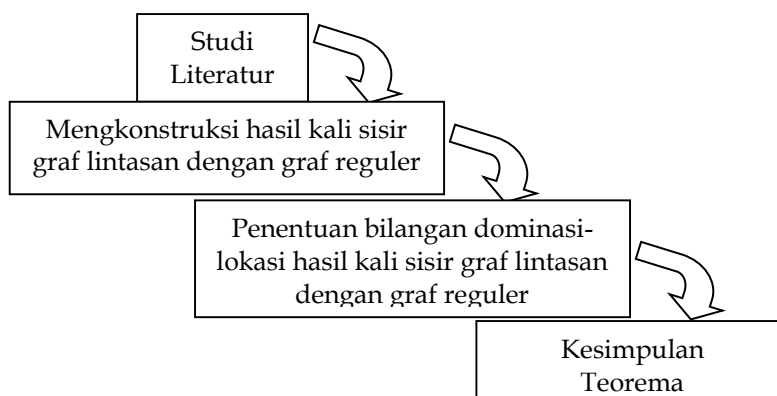 Studi
Literatur
Mengkonstruksi hasil kali sisir
graf lintasan dengan graf reguler
Penentuan bilangan dominasi-
lokasi hasil kali sisir graf lintasan
dengan graf reguler
Kesimpulan
Teorema